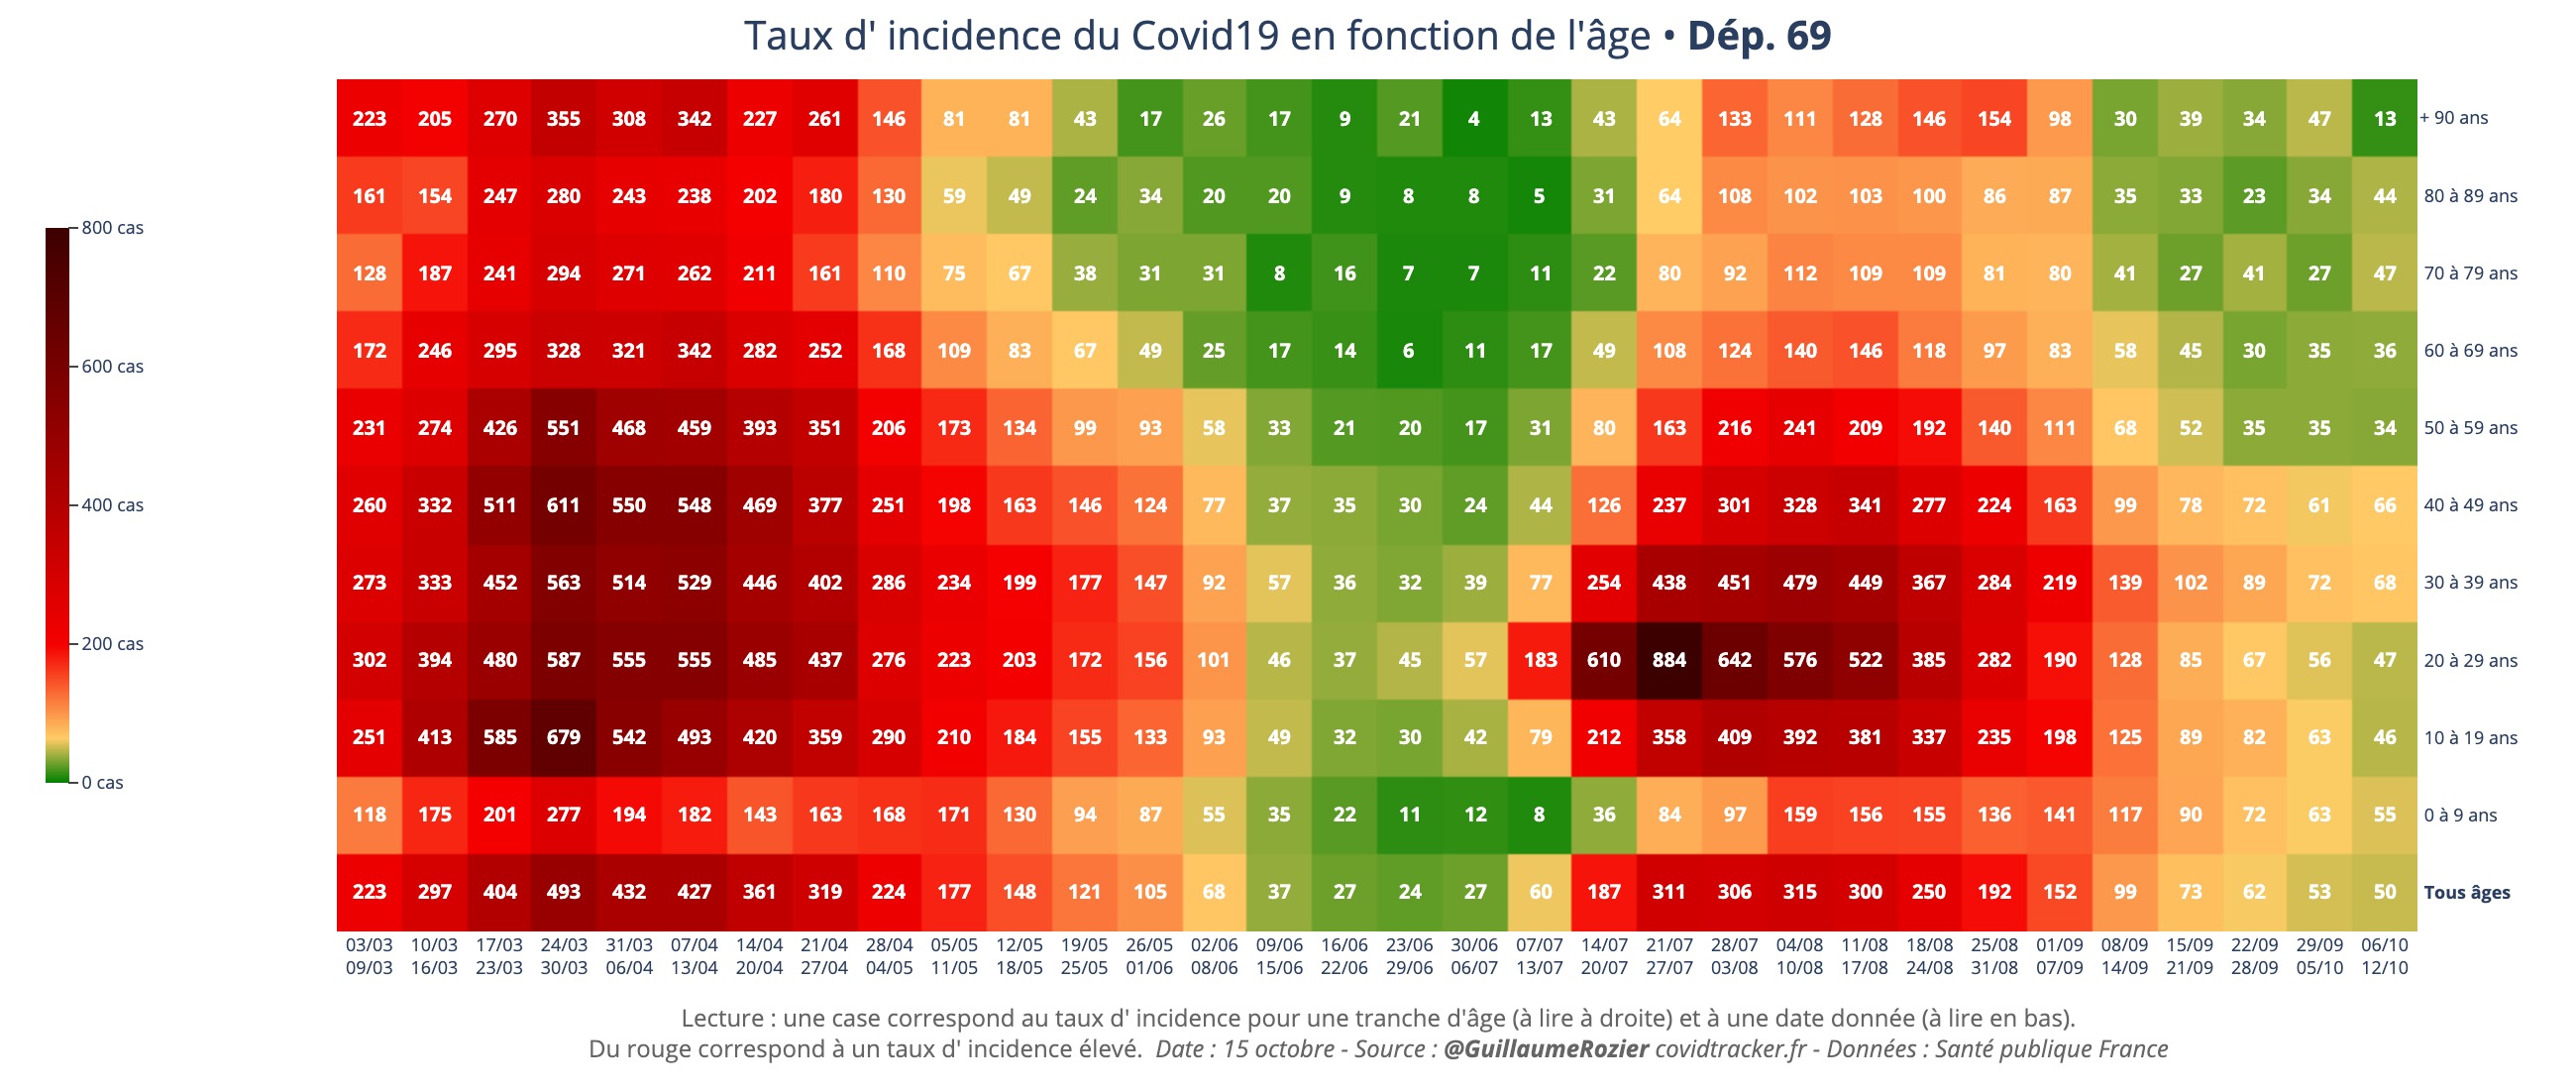 Taux d' incidence du Covid19 en fonction de l'âge • Dép. 69
800 cas
600 cas
400 cas
200 cas
0 cas
223 205 270 355 308 342 227 261 146 81 81 43 17 26 17 9 21 4 13 43 64 133 111 128 146 154 98 30 39 34 47 13 + 90 ans
161 154 247 280 243 238 202 180 130 59 49 24 34 20 20 9 8 8 5 31 64 108 102 103 100 86 87 35 33 23 34 44 80 à 89 ans
128 187 241 294 271 262 211 161 110 75 67 38 31 31 8 16 7 7 11 22 80 92 112 109 109 81 80 41 27 41 27 47 70 à 79 ans
172 246 295 328 321 342 282 252 168 109 83 67 49 25 17 14 6 11 17 49 108 124 140 146 118 97 83 58 45 30 35 36 60 à 69 ans
231 274 426 551 468 459 393 351 206 173 134 99 93 58 33 21 20 17 31 80 163 216 241 209 192 140 111 68 52 35 35 34 50 à 59 ans
260 332 511 611 550 548 469 377 251 198 163 146 124 77 37 35 30 24 44 126 237 301 328 341 277 224 163 99 78 72 61 66 40 à 49 ans
273 333 452 563 514 529 446 402 286 234 199 177 147 92 57 36 32 39 77 254 438 451 479 449 367 284 219 139 102 89 72 68 30 à 39 ans
302 394 480 587 555 555 485 437 276 223 203 172 156 101 46 37 45 57 183 610 884 642 576 522 385 282 190 128 85 67 56 47 20 à 29 ans
251 413 585 679 542 493 420 359 290 210 184 155 133 93 49 32 30 42 79 212 358 409 392 381 337 235 198 125 89 82 63 46 10 à 19 ans
118 175 201 277 194 182 143 163 168 171 130 94 87 55 35 22 11 12 8 36 84 97 159 156 155 136 141 117 90 72 63 55 0 à 9 ans
223 297 404 493 432 427 361 319 224 177 148 121 105 68 37 27 24 27 60 187 311 306 315 300 250 192 152 99 73 62 53 50 Tous âges
03/03 10/03 17/03 24/03 31/03 07/04 14/04 21/04 28/04 05/05 12/05 19/05 26/05 02/06 09/06 16/06 23/06 30/06 07/07 14/07 21/07 28/07 04/08 11/08 18/08 25/08 01/09 08/09 15/09 22/09 29/09 06/10
09/03 16/03 23/03 30/03 06/04 13/04 20/04 27/04 04/05 11/05 18/05 25/05 01/06 08/06 15/06 22/06 29/06 06/07 13/07 20/07 27/07 03/08 10/08 17/08 24/08 31/08 07/09 14/09 21/09 28/09 05/10 12/10
Lecture : une case correspond au taux d' incidence pour une tranche d'âge (à lire à droite) et à une date donnée (à lire en bas).
Du rouge correspond à un taux d' incidence élevé. Date : 15 octobre - Source : @GuillaumeRozier covidtracker.fr - Données : Santé publique France